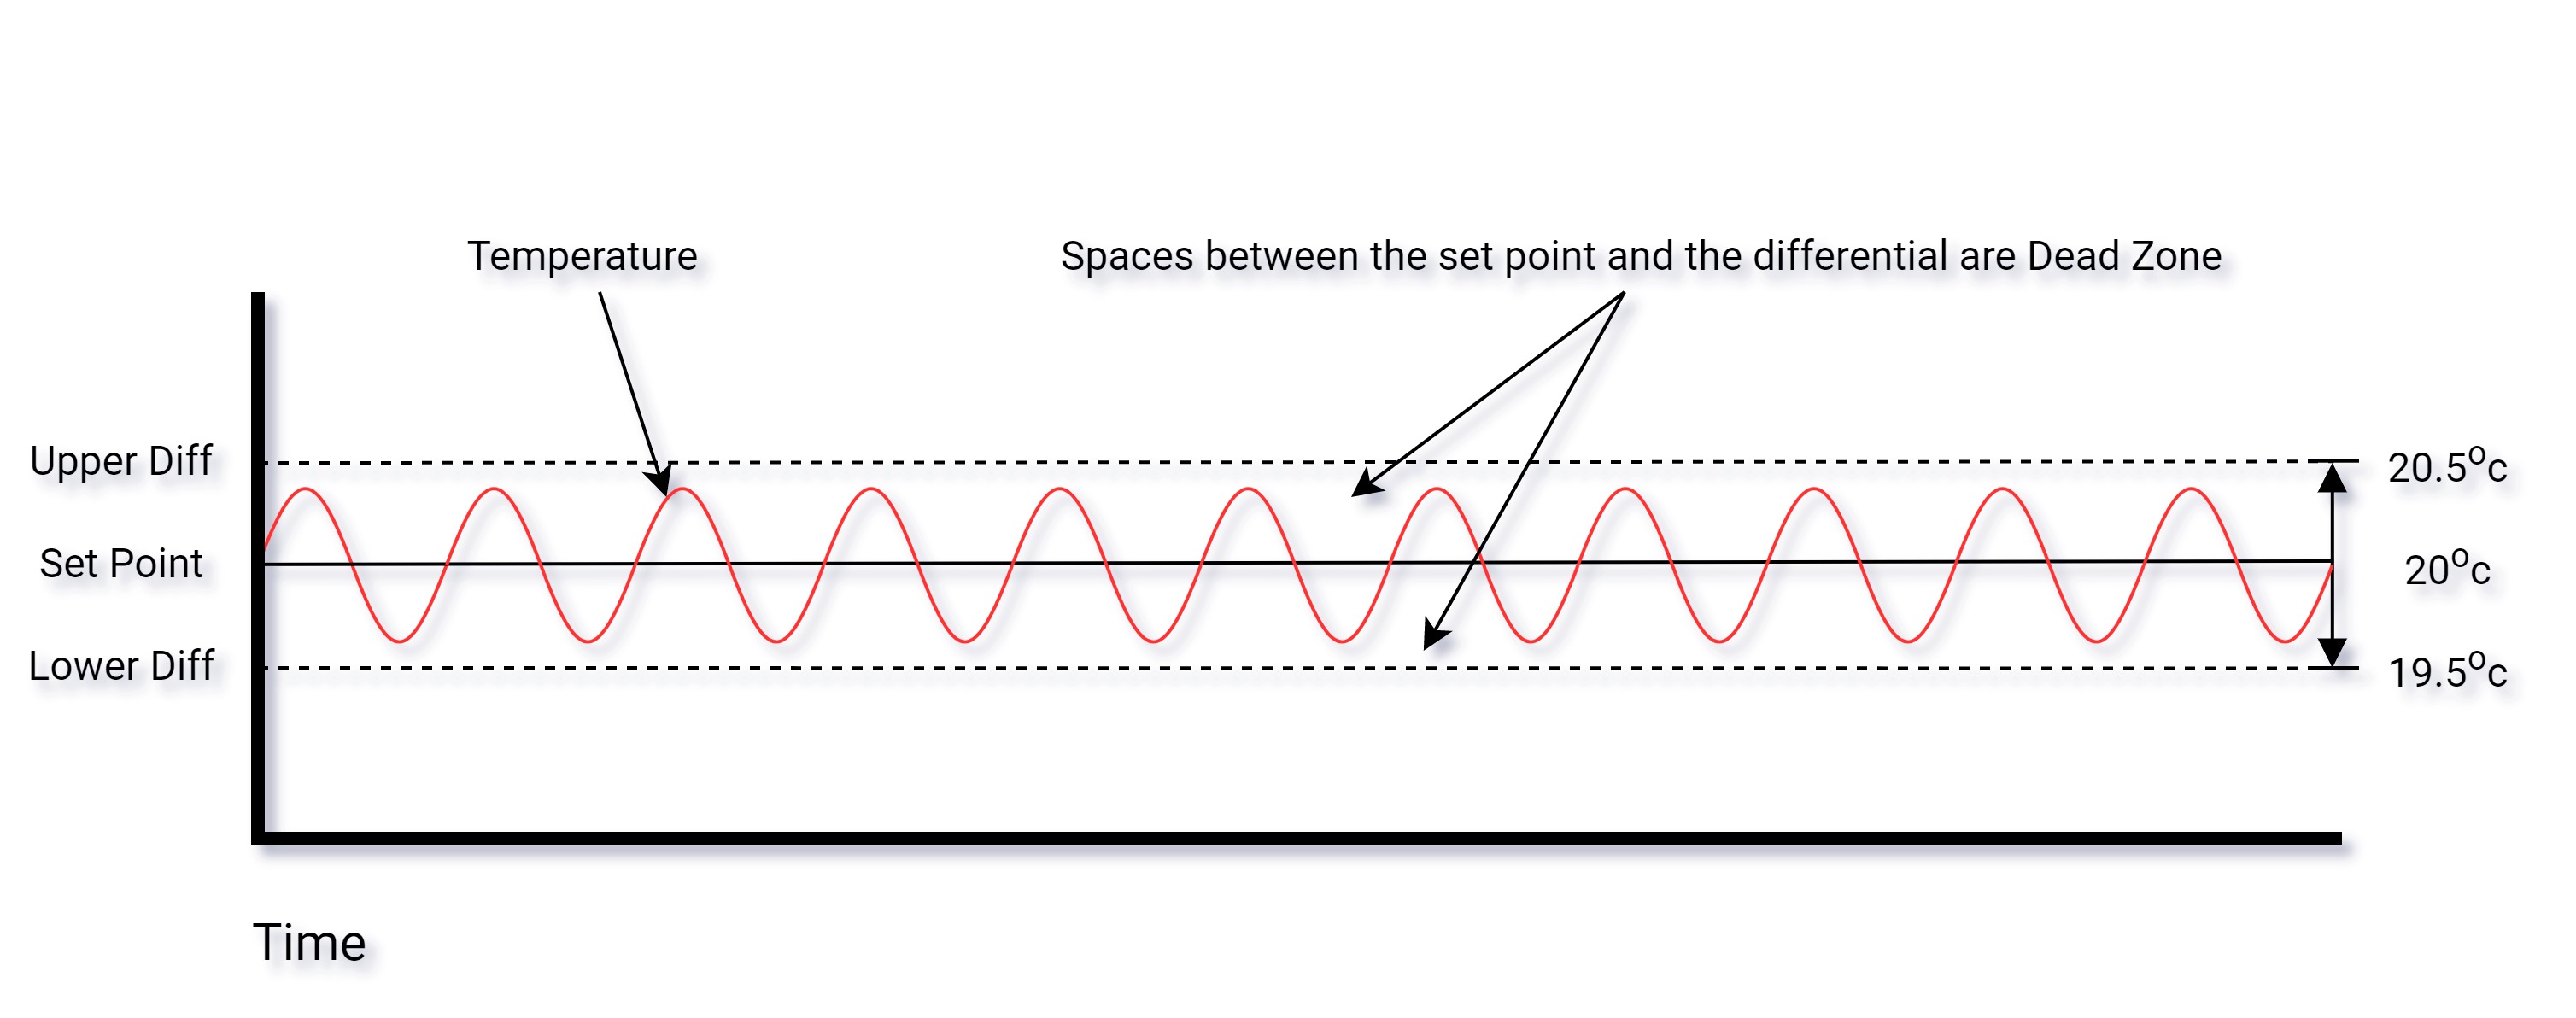 Temperature
Spaces between the set point and the differential are Dead Zone
Upper Diff
20.5°c
Set Point
20°c
Lower Diff
19.5°c
Time